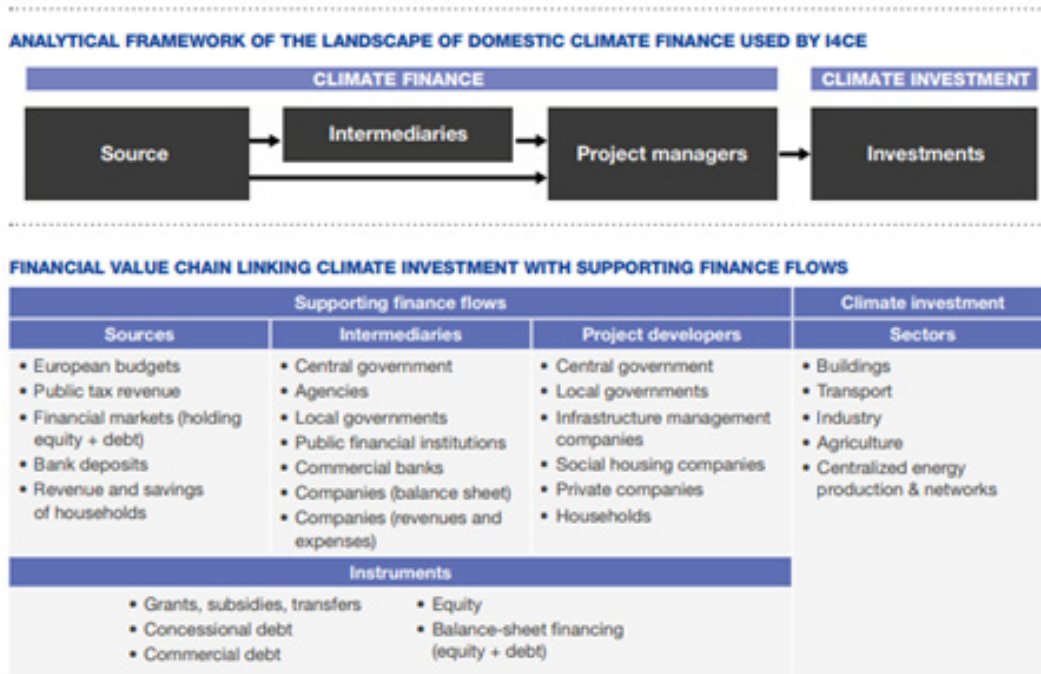 ANALYTICAL FRAMEWORK OF THE LANDSCAPE OF DOMESTIC CLIMATE FINANCE USED BY I4CE
CLIMATE FINANCE
CLIMATE INVESTMENT
Source
Intermediaries
Project managers
Investments
FINANCIAL VALUE CHAIN LINKING CLIMATE INVESTMENT WITH SUPPORTING FINANCE FLOWS
Supporting finance flows
Climate investment
Sources
Intermediaries
Project developers
Sectors
• European budgets
• Public tax revenue
• Financial markets (holding
equity + debt)
• Bank deposits
• Revenue and savings
of households
• Central government
• Agencies
• Local governments
• Public financial institutions
• Commercial banks
• Companies (balance sheet)
• Companies (revenues and
expenses)
• Central government
• Local governments
• Infrastructure management
companies
• Social housing companies
• Private companies
• Households
• Buildings
• Transport
• Industry
• Agriculture
• Centralized energy
production & networks
Instruments
• Grants, subsidies, transfers
• Concessional debt
• Commercial debt
• Equity
• Balance-sheet financing
(equity + debt)